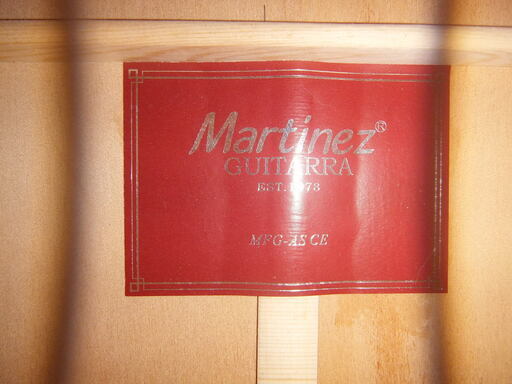 Martinez®
GUITARRA
EST. 1978
MFG-AS CE